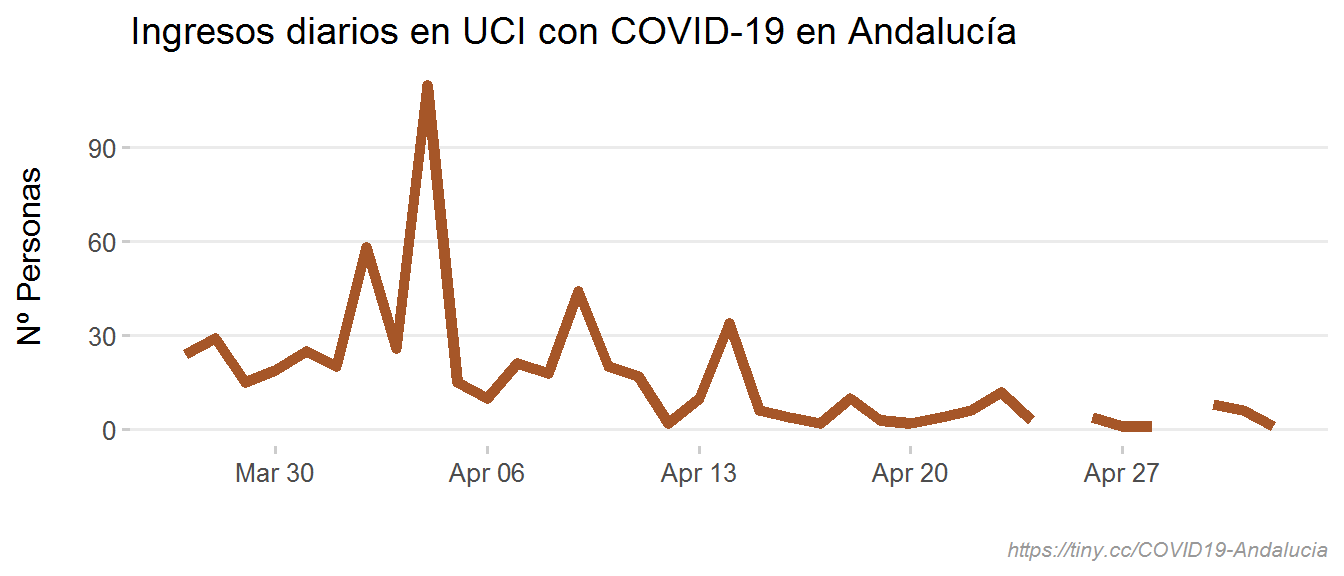 Ingresos diarios en UCI con COVID-19 en Andalucía
Nº Personas
90
60
30
0
Mar 30 Apr 06 Apr 13 Apr 20 Apr 27
https://tiny.cc/COVID19-Andalucia